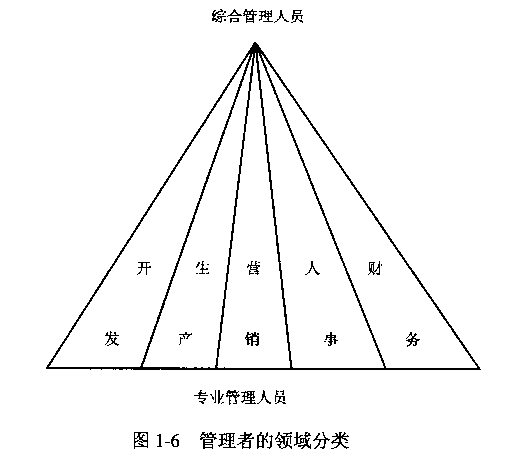 综合管理人员
开发
生产
营销
人事
财务
专业管理人员
图 1-6 管理者的领域分类